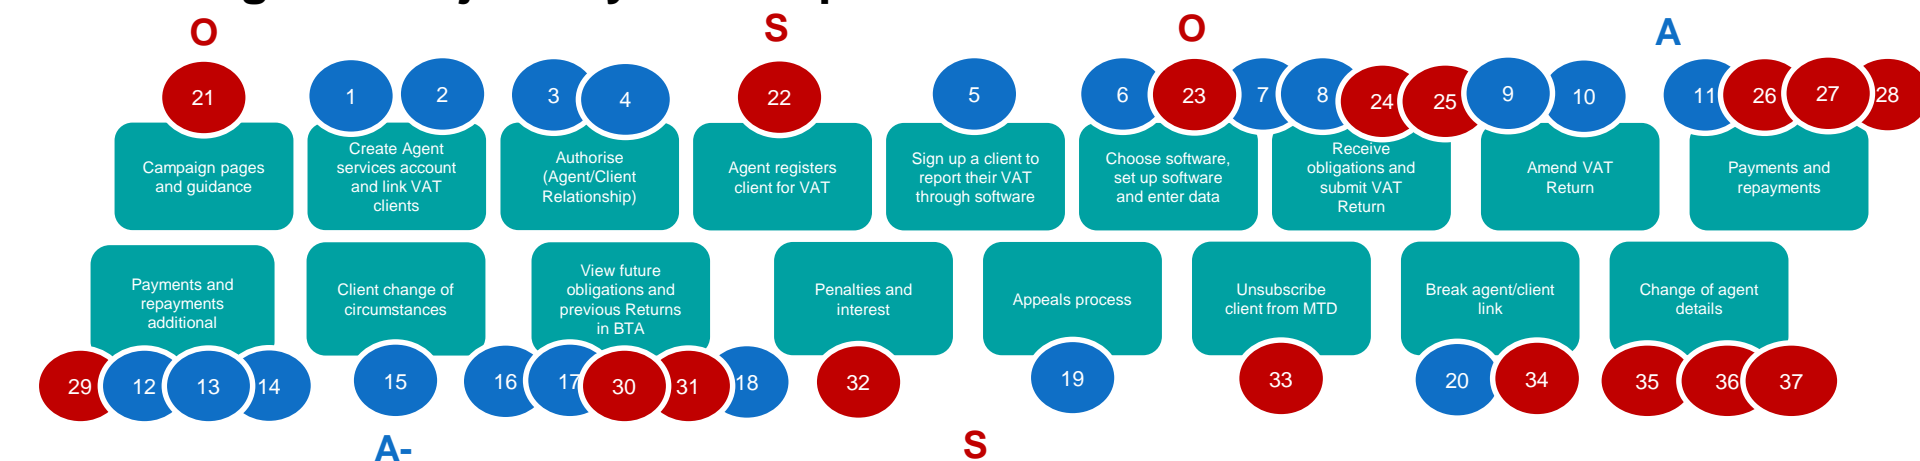 O
S
O
A
21
1
2
3
4
22
5
6
23
7
8
24
25
9
10
11
26
27
28
Campaign pages
and guidance
Create Agent
services account
and link VAT
clients
Authorise
(Agent/Client
Relationship)
Agent registers
client for VAT
Sign up a client to
report their VAT
through software
Choose software,
set up software
and enter data
Receive
obligations and
submit VAT
Return
Amend VAT
Return
Payments and
repayments
Payments and
repayments
additional
Client change of
circumstances
View future
obligations and
previous Returns
in BTA
Penalties and
interest
Appeals process
Unsubscribe
client from MTD
Break agent/client
link
Change of agent
details
29
12
13
14
15
16
17
30
31
18
32
19
33
20
34
35
36
37
A-
S